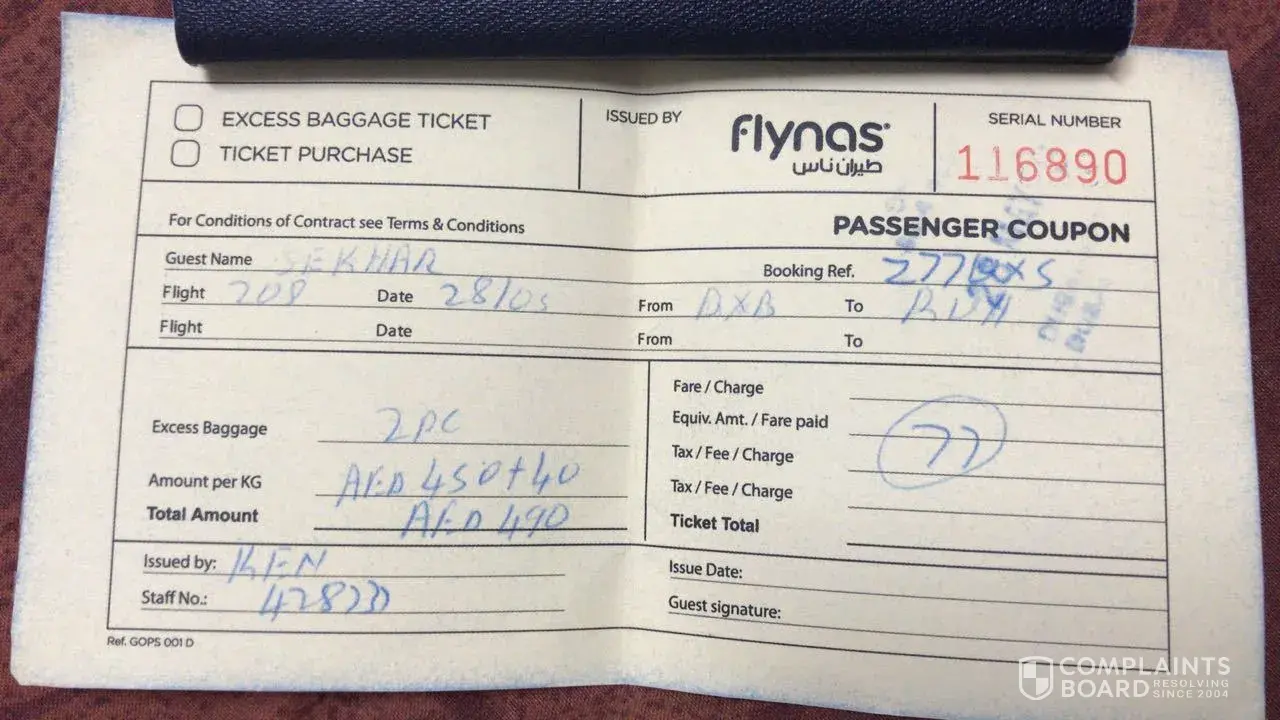 EXCESS BAGGAGE TICKET
TICKET PURCHASE
ISSUED BY
flynas
طيران ناس
SERIAL NUMBER
116890
For Conditions of Contract see Terms & Conditions
PASSENGER COUPON
Guest Name SEKHAR
Booking Ref.
Flight 208 Date 28/05 From DXB To RUH
Flight Date From To
Excess Baggage 2PC
Amount per KG AED 450+40
Total Amount AED 490
Fare / Charge
Equiv. Amt. / Fare paid
Tax / Fee / Charge
Tax / Fee / Charge
Ticket Total
77
Issued by: KEN
Staff No.:
Issue Date:
Guest signature:
Ref. GOPS 001 D
COMPLAINTS
BOARD RESOLVING SINCE 2004